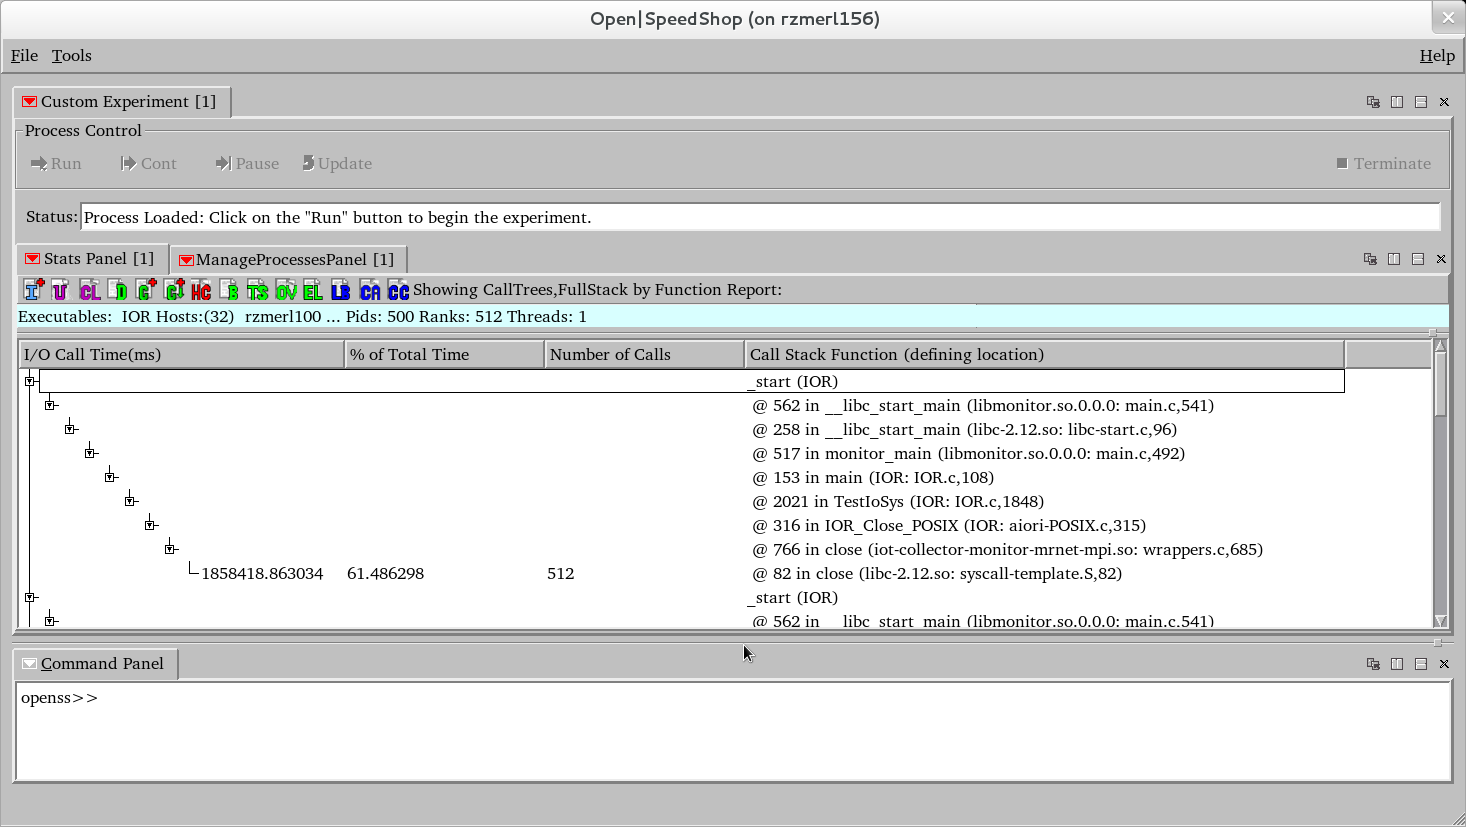 Open|SpeedShop (on rzmerl156)
File Tools Help
Custom Experiment [1]
Process Control
Run Cont Pause Update Terminate
Status: Process Loaded: Click on the "Run" button to begin the experiment.
Stats Panel [1] ManageProcessesPanel [1]
I U CL D C C HC B TS OV EL LB CA CC Showing CallTrees,FullStack by Function Report:
Executables: IOR Hosts:(32) rzmerl100 ... Pids: 500 Ranks: 512 Threads: 1
I/O Call Time(ms) % of Total Time Number of Calls Call Stack Function (defining location)
_start (IOR)
@ 562 in __libc_start_main (libmonitor.so.0.0.0: main.c,541)
@ 258 in __libc_start_main (libc-2.12.so: libc-start.c,96)
@ 517 in monitor_main (libmonitor.so.0.0.0: main.c,492)
@ 153 in main (IOR: IOR.c,108)
@ 2021 in TestIoSys (IOR: IOR.c,1848)
@ 316 in IOR_Close_POSIX (IOR: aiori-POSIX.c,315)
@ 766 in close (iot-collector-monitor-mrnet-mpi.so: wrappers.c,685)
1858418.863034 61.486298 512 @ 82 in close (libc-2.12.so: syscall-template.S,82)
_start (IOR)
@ 562 in __libc_start_main (libmonitor.so.0.0.0: main.c,541)
Command Panel
openss>>